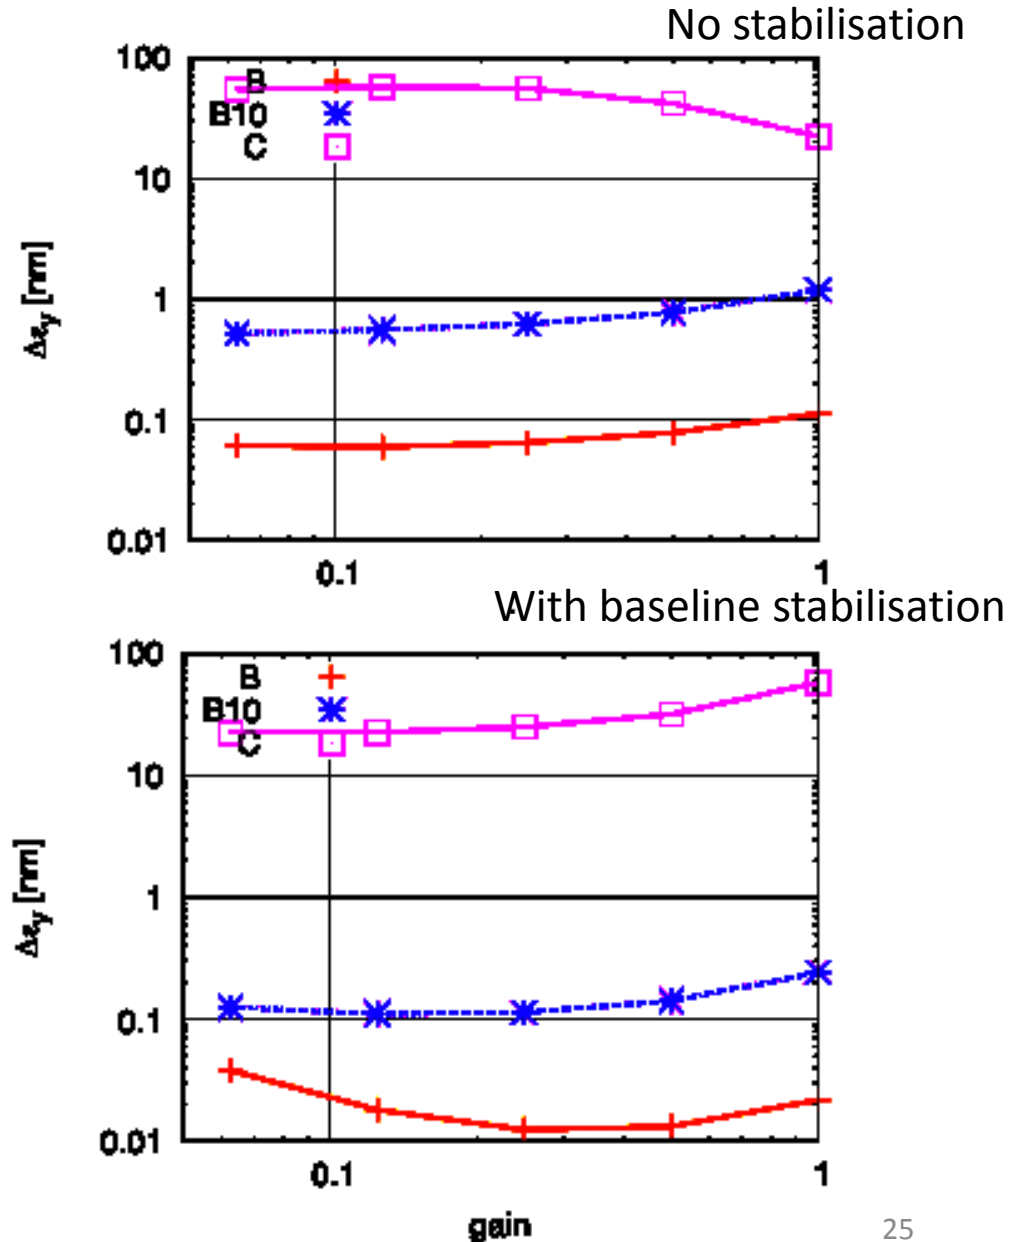 No stabilisation
100
B
B10
C
10
1
Δεy [nm]
0.1
0.01
0.1
1
With baseline stabilisation
100
B
B10
C
10
1
Δεy [nm]
0.1
0.01
0.1
1
gain
25